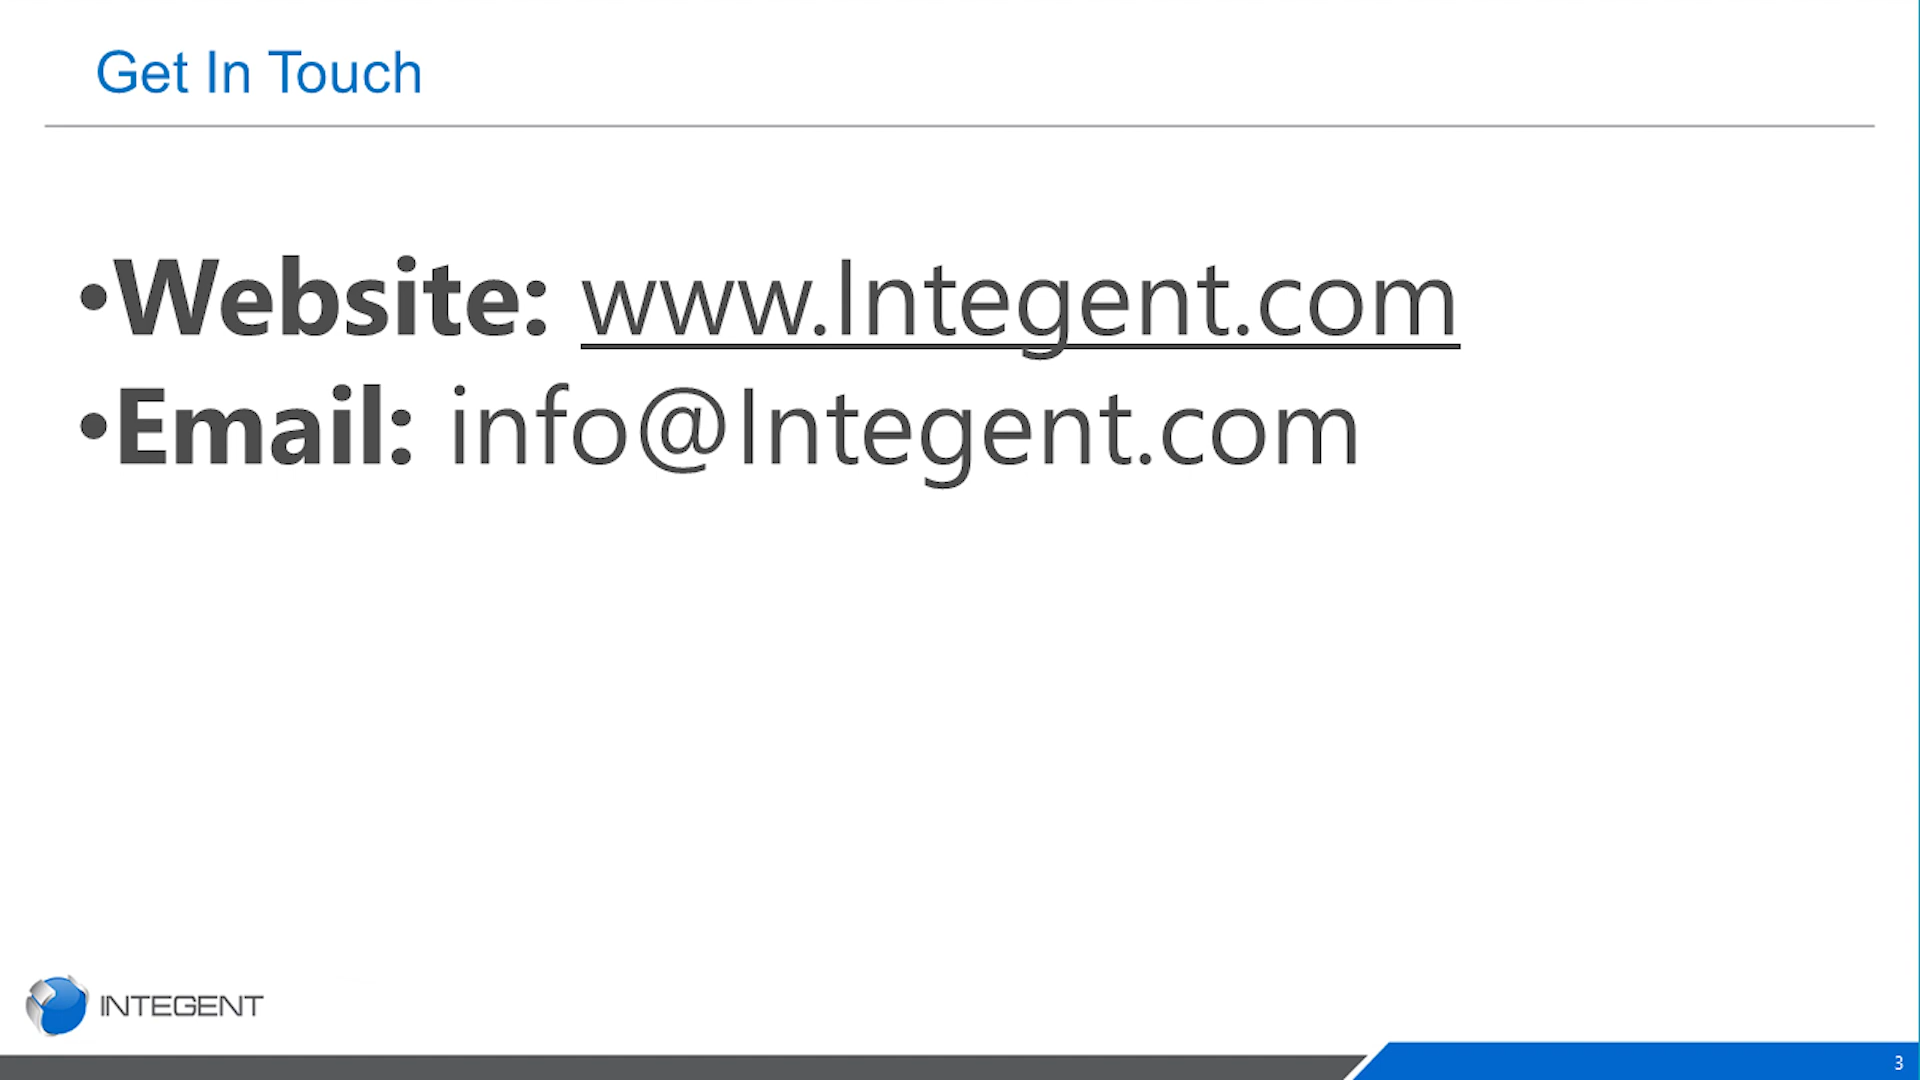 Get In Touch
•Website: www.Integent.com
•Email: info@Integent.com
INTEGENT
3